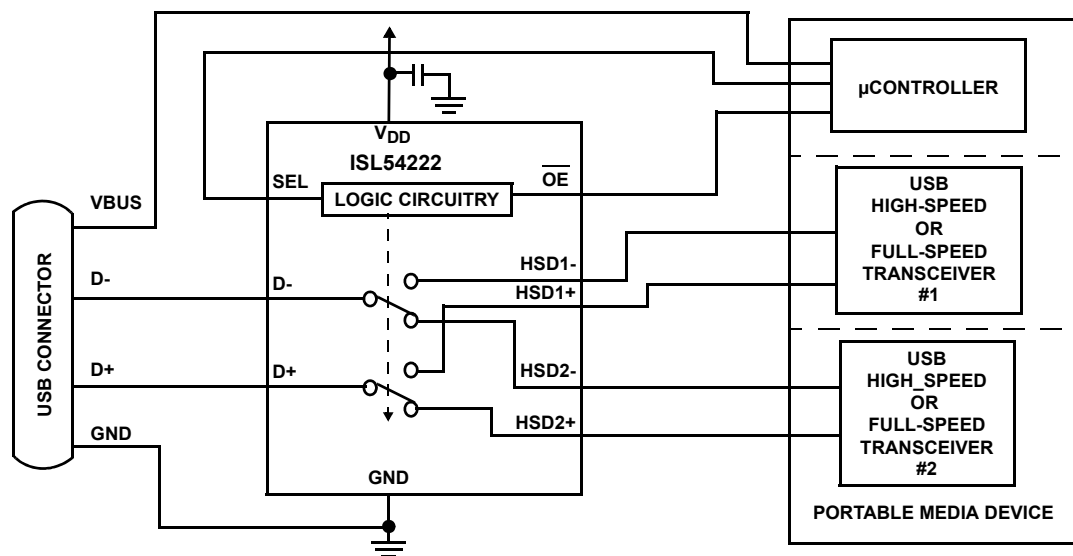 µCONTROLLER
VDD
ISL54222
SEL
OE
LOGIC CIRCUITRY
USB
HIGH-SPEED
OR
FULL-SPEED
TRANSCEIVER
#1
VBUS
USB CONNECTOR
D-
D-
HSD1-
HSD1+
D+
D+
HSD2-
HSD2+
USB
HIGH_SPEED
OR
FULL-SPEED
TRANSCEIVER
#2
GND
GND
PORTABLE MEDIA DEVICE